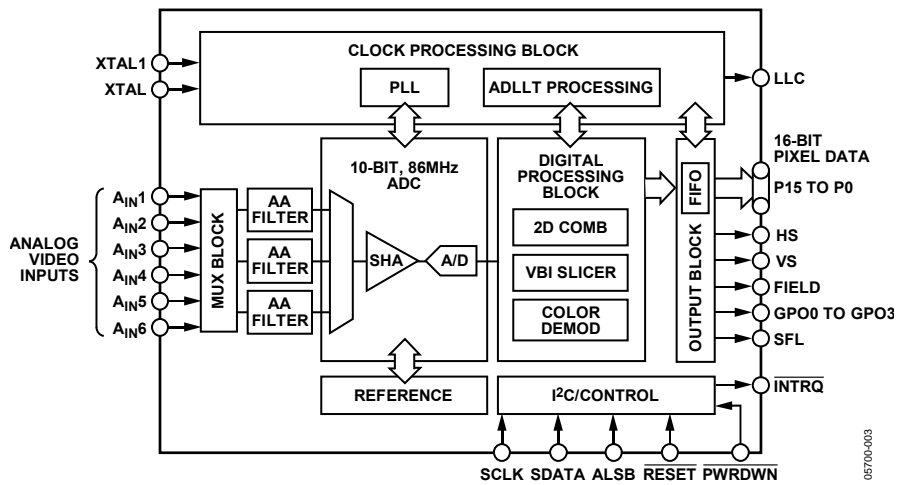 CLOCK PROCESSING BLOCK
XTAL1
XTAL
PLL
ADLLT PROCESSING
LLC
10-BIT, 86MHz
ADC
DIGITAL
PROCESSING
BLOCK
2D COMB
VBI SLICER
COLOR
DEMOD
FIFO
OUTPUT BLOCK
16-BIT
PIXEL DATA
P15 TO P0
ANALOG
VIDEO
INPUTS
AIN1
AIN2
AIN3
AIN4
AIN5
AIN6
MUX BLOCK
AA
FILTER
AA
FILTER
AA
FILTER
SHA
A/D
HS
VS
FIELD
GPO0 TO GPO3
SFL
REFERENCE
I2C/CONTROL
INTRQ
SCLK SDATA ALSB RESET PWRDWN
05700-003